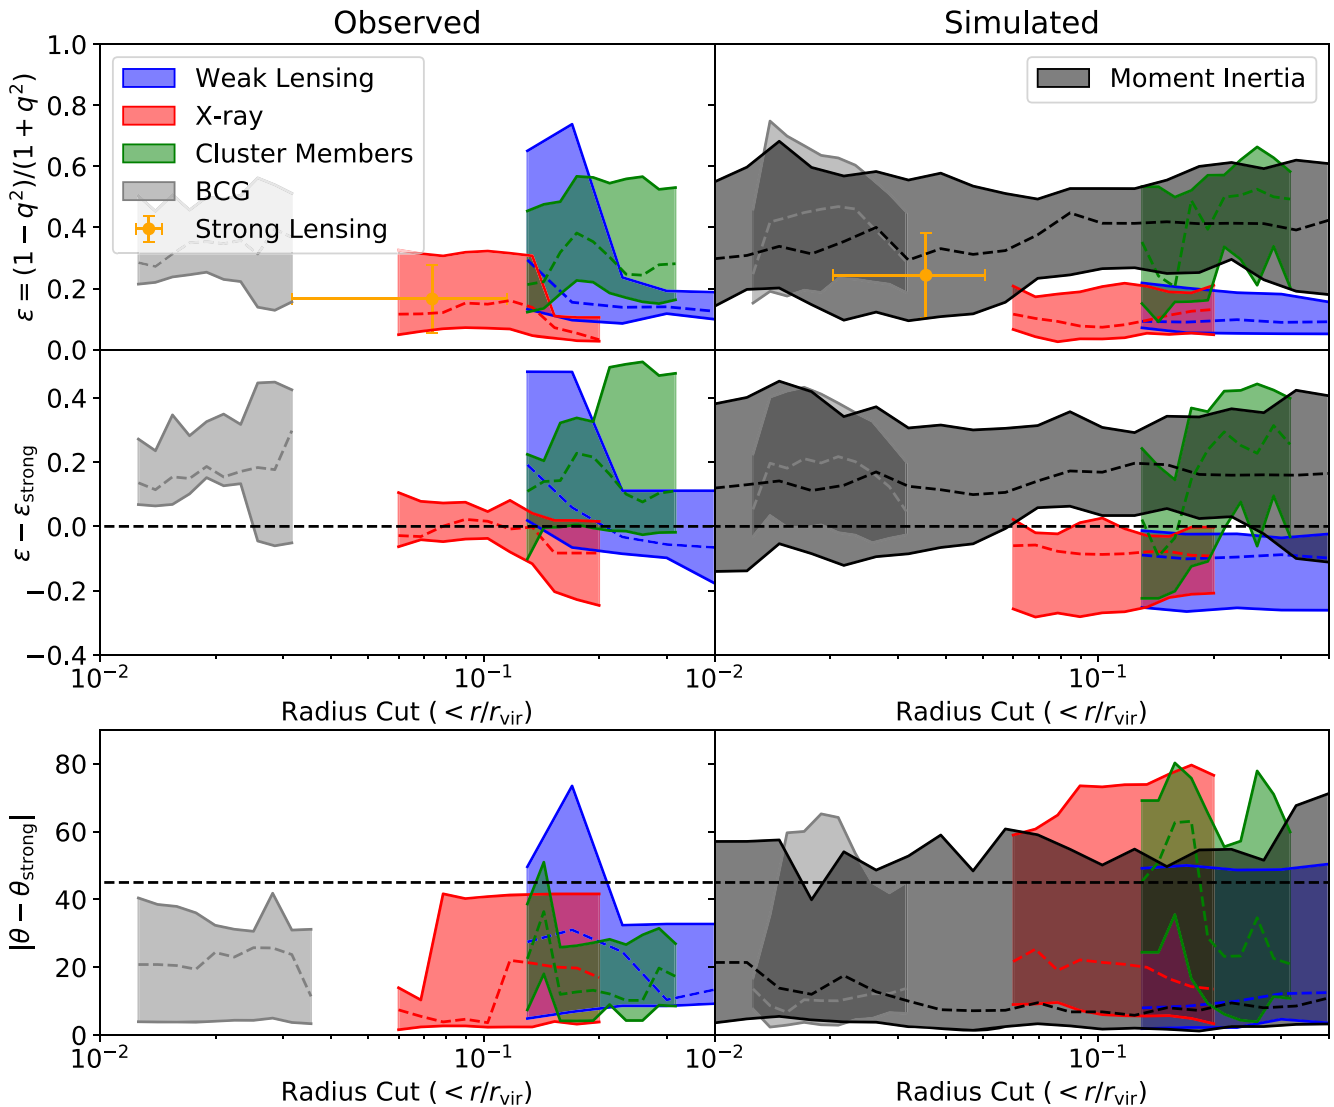 Observed
Simulated
ε = (1 − q²)/(1 + q²)
1.0
0.8
0.6
0.4
0.2
0.0
Weak Lensing
X-ray
Cluster Members
BCG
Strong Lensing
Moment Inertia
ε − ε_strong
0.4
0.2
0.0
−0.2
−0.4
10⁻²
10⁻¹
10⁻²
10⁻¹
Radius Cut (< r/r_vir)
Radius Cut (< r/r_vir)
|θ − θ_strong|
80
60
40
20
0
10⁻²
10⁻¹
10⁻²
10⁻¹
Radius Cut (< r/r_vir)
Radius Cut (< r/r_vir)